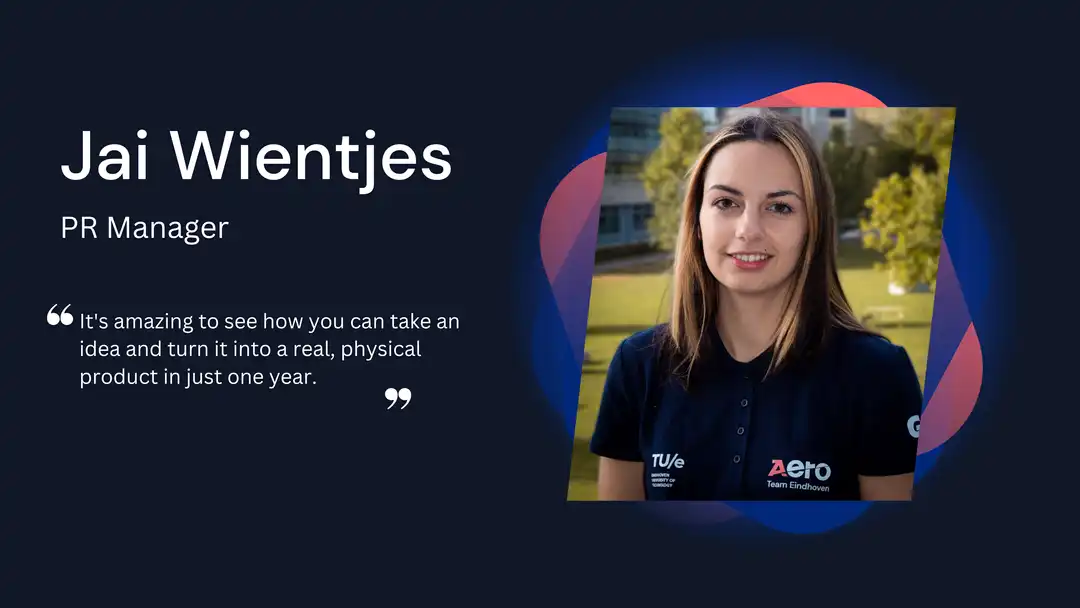 Jai Wientjes
PR Manager
“ It's amazing to see how you can take an
idea and turn it into a real, physical
product in just one year.
”
TU/e
EINDHOVEN
UNIVERSITY OF
TECHNOLOGY
Aero
Team Eindhoven
G